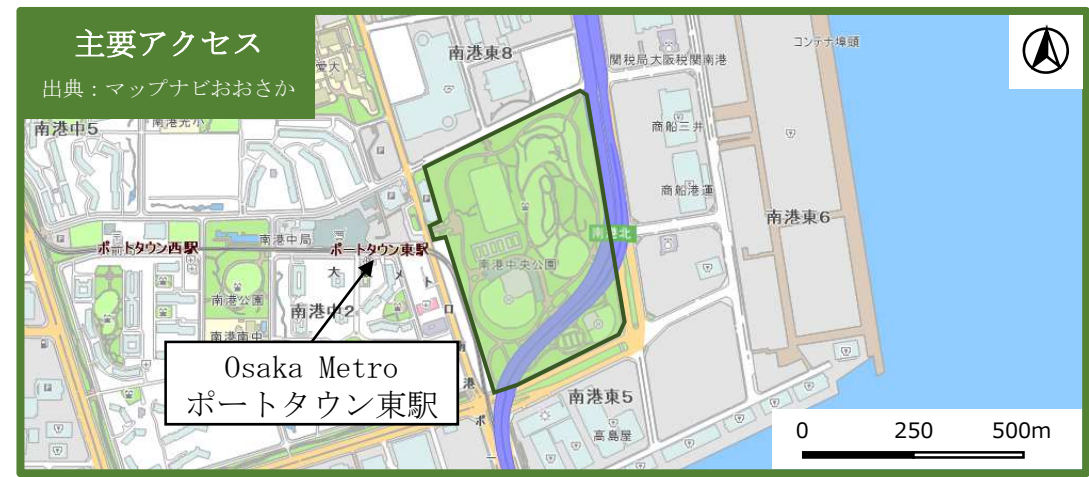 主要アクセス
出典：マップナビおおさか
南港東8
コンテナ埠頭
関税局大阪税関南港
愛大
南港中5
南港光小
商船三井
商船港運
南港東6
南港北
ポートタウン西駅
南港中局
ポートタウン東駅
南港中央公園
南港公園
南港中2
南港南中
Osaka Metro
ポートタウン東駅
南港東5
高島屋
0 250 500m